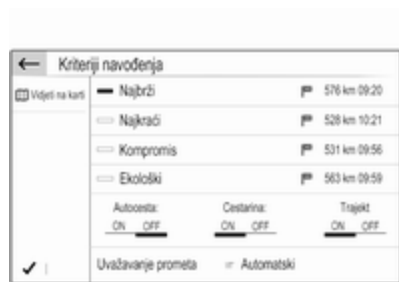 Kriteriji navođenja
Vidjeti na karti
Najbrži 576 km 09:20
Najkraći 528 km 10:21
Kompromis 531 km 09:56
Ekološki 563 km 09:59
Autocesta: Cestarina: Trajekt
ON OFF ON OFF ON OFF
Uvažavanje prometa Automatski